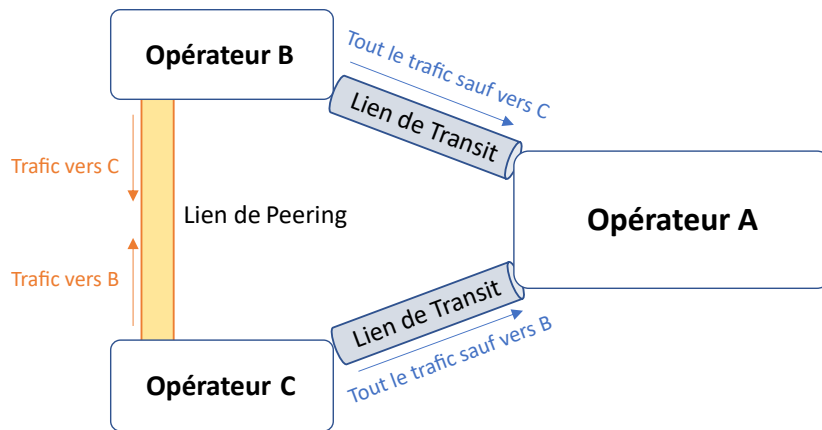 Opérateur B
Tout le trafic sauf vers C
Lien de Transit
Trafic vers C
Lien de Peering
Opérateur A
Trafic vers B
Lien de Transit
Tout le trafic sauf vers B
Opérateur C